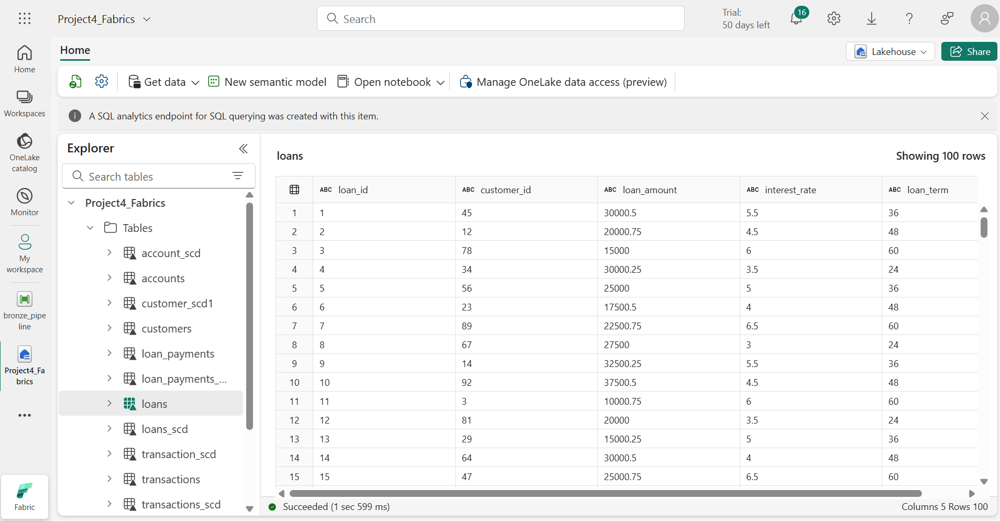 Project4_Fabrics
Search
Trial:
50 days left
16
Home
Lakehouse
Share
Get data
New semantic model
Open notebook
Manage OneLake data access (preview)
A SQL analytics endpoint for SQL querying was created with this item.
Home
Workspaces
OneLake
catalog
Monitor
My
workspace
bronze_pipe
line
Project4_Fa
brics
Fabric
Explorer
Search tables
Project4_Fabrics
Tables
account_scd
accounts
customer_scd1
customers
loan_payments
loan_payments_...
loans
loans_scd
transaction_scd
transactions
transactions_scd
loans
Showing 100 rows
ABC loan_id ABC customer_id ABC loan_amount ABC interest_rate ABC loan_term
1 1 45 30000.5 5.5 36
2 2 12 20000.75 4.5 48
3 3 78 15000 6 60
4 4 34 30000.25 3.5 24
5 5 56 25000 5 36
6 6 23 17500.5 4 48
7 7 89 22500.75 6.5 60
8 8 67 27500 3 24
9 9 14 32500.25 5.5 36
10 10 92 37500.5 4.5 48
11 11 3 10000.75 6 60
12 12 81 20000 3.5 24
13 13 29 15000.25 5 36
14 14 64 30000.5 4 48
15 15 47 25000.75 6.5 60
Succeeded (1 sec 599 ms)
Columns 5 Rows 100